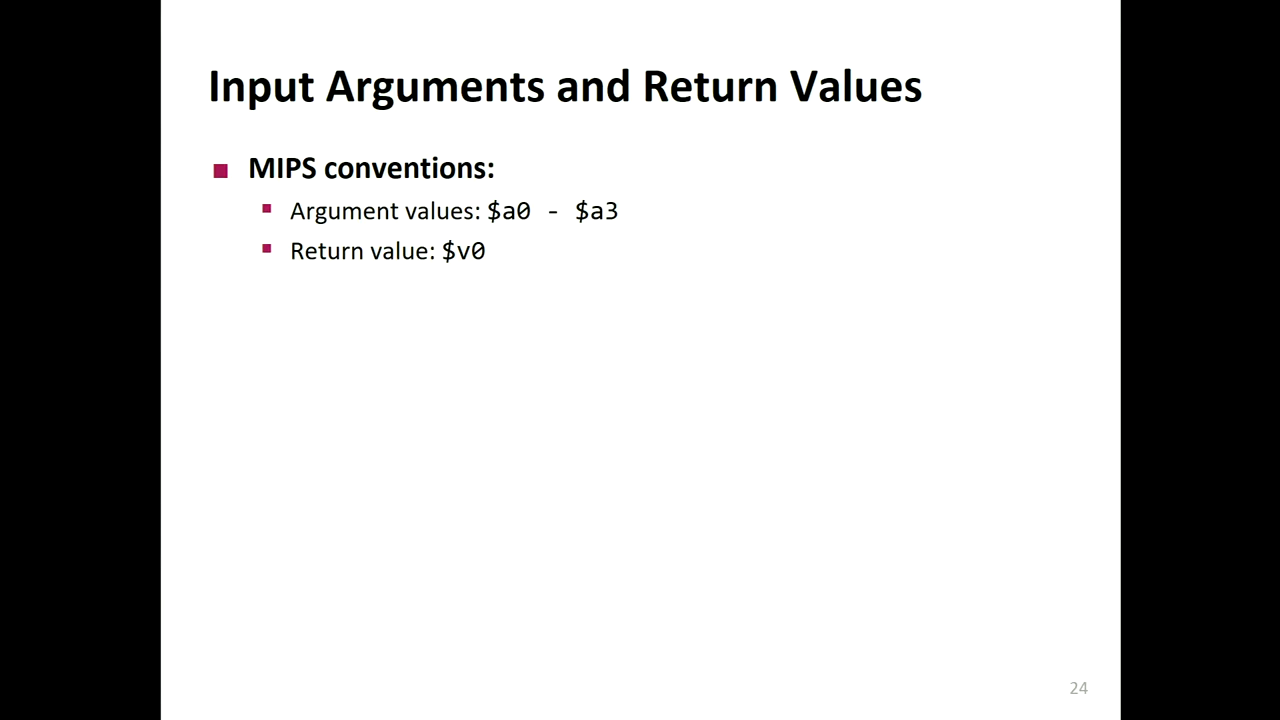 Input Arguments and Return Values
MIPS conventions:
Argument values: $a0 - $a3
Return value: $v0
24